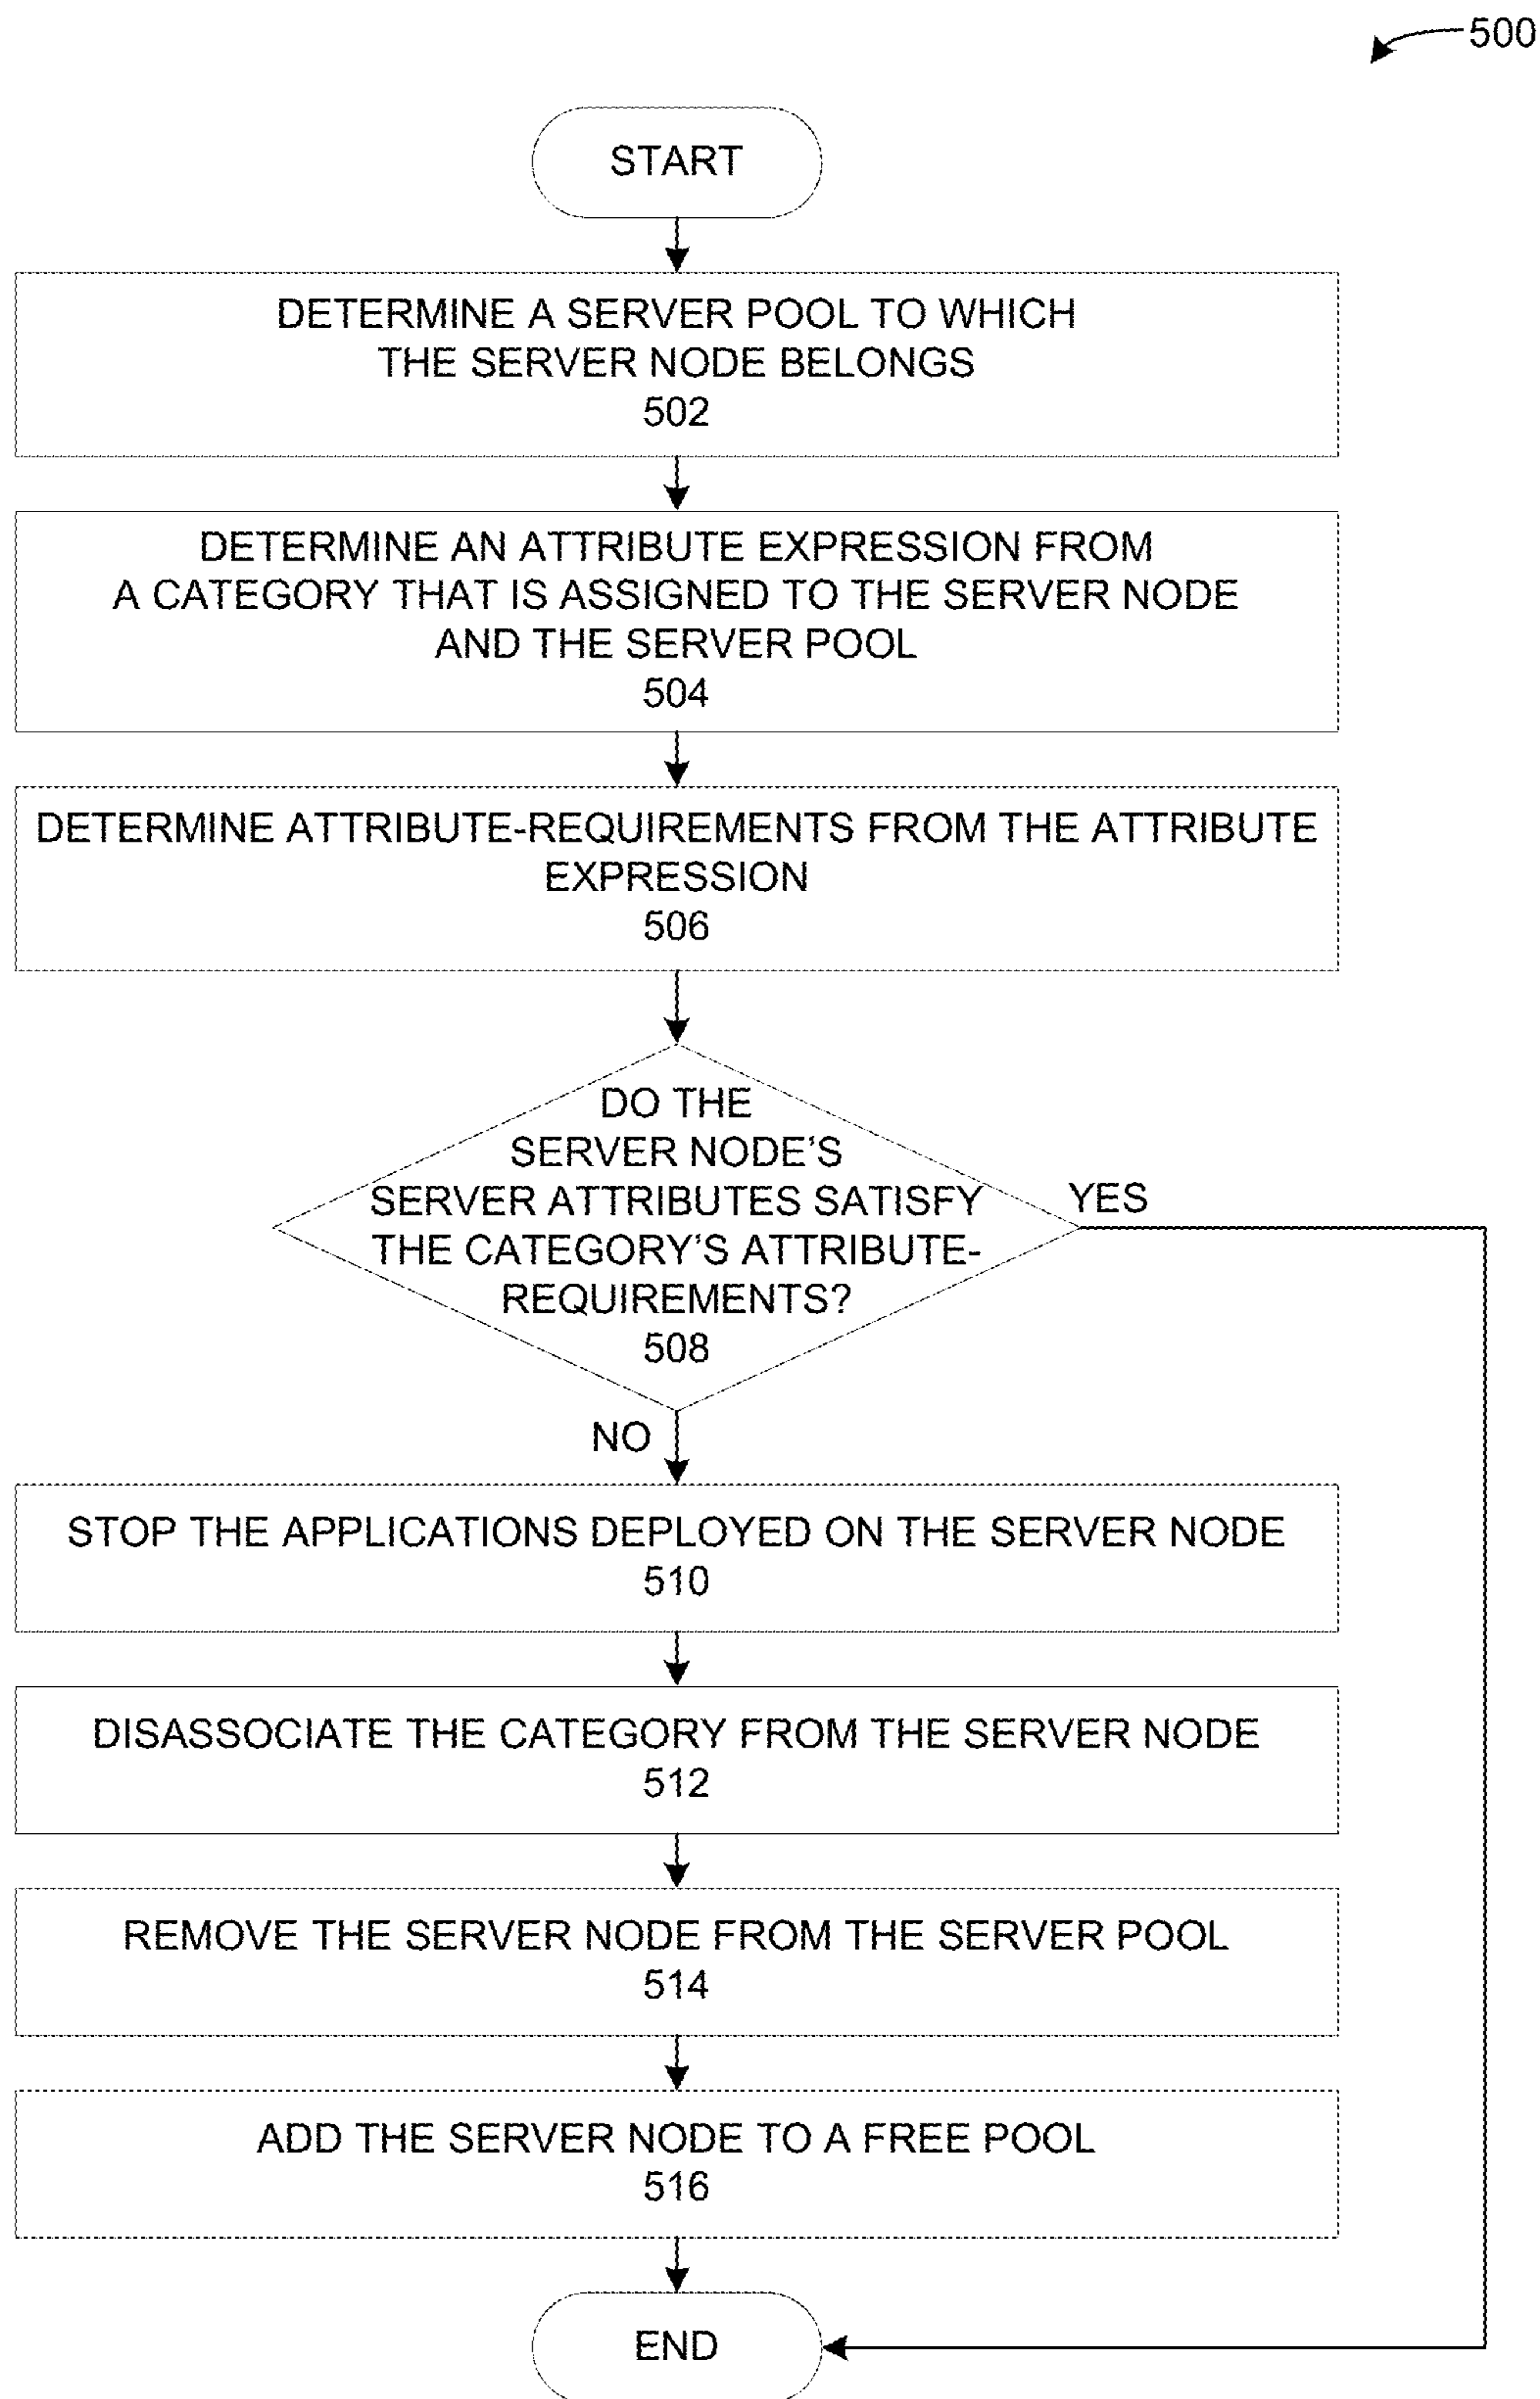 500
START
DETERMINE A SERVER POOL TO WHICH
THE SERVER NODE BELONGS
502
DETERMINE AN ATTRIBUTE EXPRESSION FROM
A CATEGORY THAT IS ASSIGNED TO THE SERVER NODE
AND THE SERVER POOL
504
DETERMINE ATTRIBUTE-REQUIREMENTS FROM THE ATTRIBUTE
EXPRESSION
506
DO THE
SERVER NODE'S
SERVER ATTRIBUTES SATISFY
THE CATEGORY'S ATTRIBUTE-
REQUIREMENTS?
508
YES
NO
STOP THE APPLICATIONS DEPLOYED ON THE SERVER NODE
510
DISASSOCIATE THE CATEGORY FROM THE SERVER NODE
512
REMOVE THE SERVER NODE FROM THE SERVER POOL
514
ADD THE SERVER NODE TO A FREE POOL
516
END